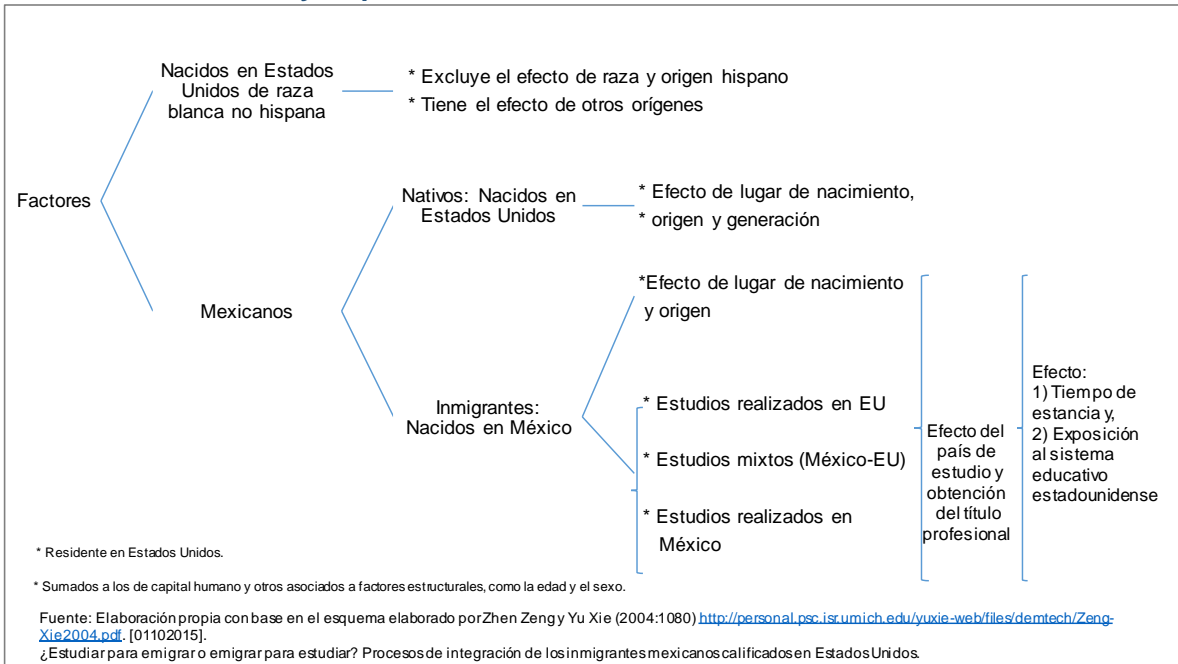 Nacidos en Estados
Unidos de raza
blanca no hispana
* Excluye el efecto de raza y origen hispano
* Tiene el efecto de otros orígenes
Factores
Mexicanos
Nativos: Nacidos en
Estados Unidos
* Efecto de lugar de nacimiento,
* origen y generación
Inmigrantes:
Nacidos en México
*Efecto de lugar de nacimiento
y origen
* Estudios realizados en EU
* Estudios mixtos (México-EU)
* Estudios realizados en
México
Efecto del
país de
estudio y
obtención
del título
profesional
Efecto:
1) Tiempo de
estancia y,
2) Exposición
al sistema
educativo
estadounidense
* Residente en Estados Unidos.
* Sumados a los de capital humano y otros asociados a factores estructurales, como la edad y el sexo.
Fuente: Elaboración propia con base en el esquema elaborado por Zhen Zeng y Yu Xie (2004:1080) http://personal.psc.isr.umich.edu/yuxie-web/files/demtech/Zeng-
Xie2004.pdf. [01102015].
¿Estudiar para emigrar o emigrar para estudiar? Procesos de integración de los inmigrantes mexicanos calificados en Estados Unidos.